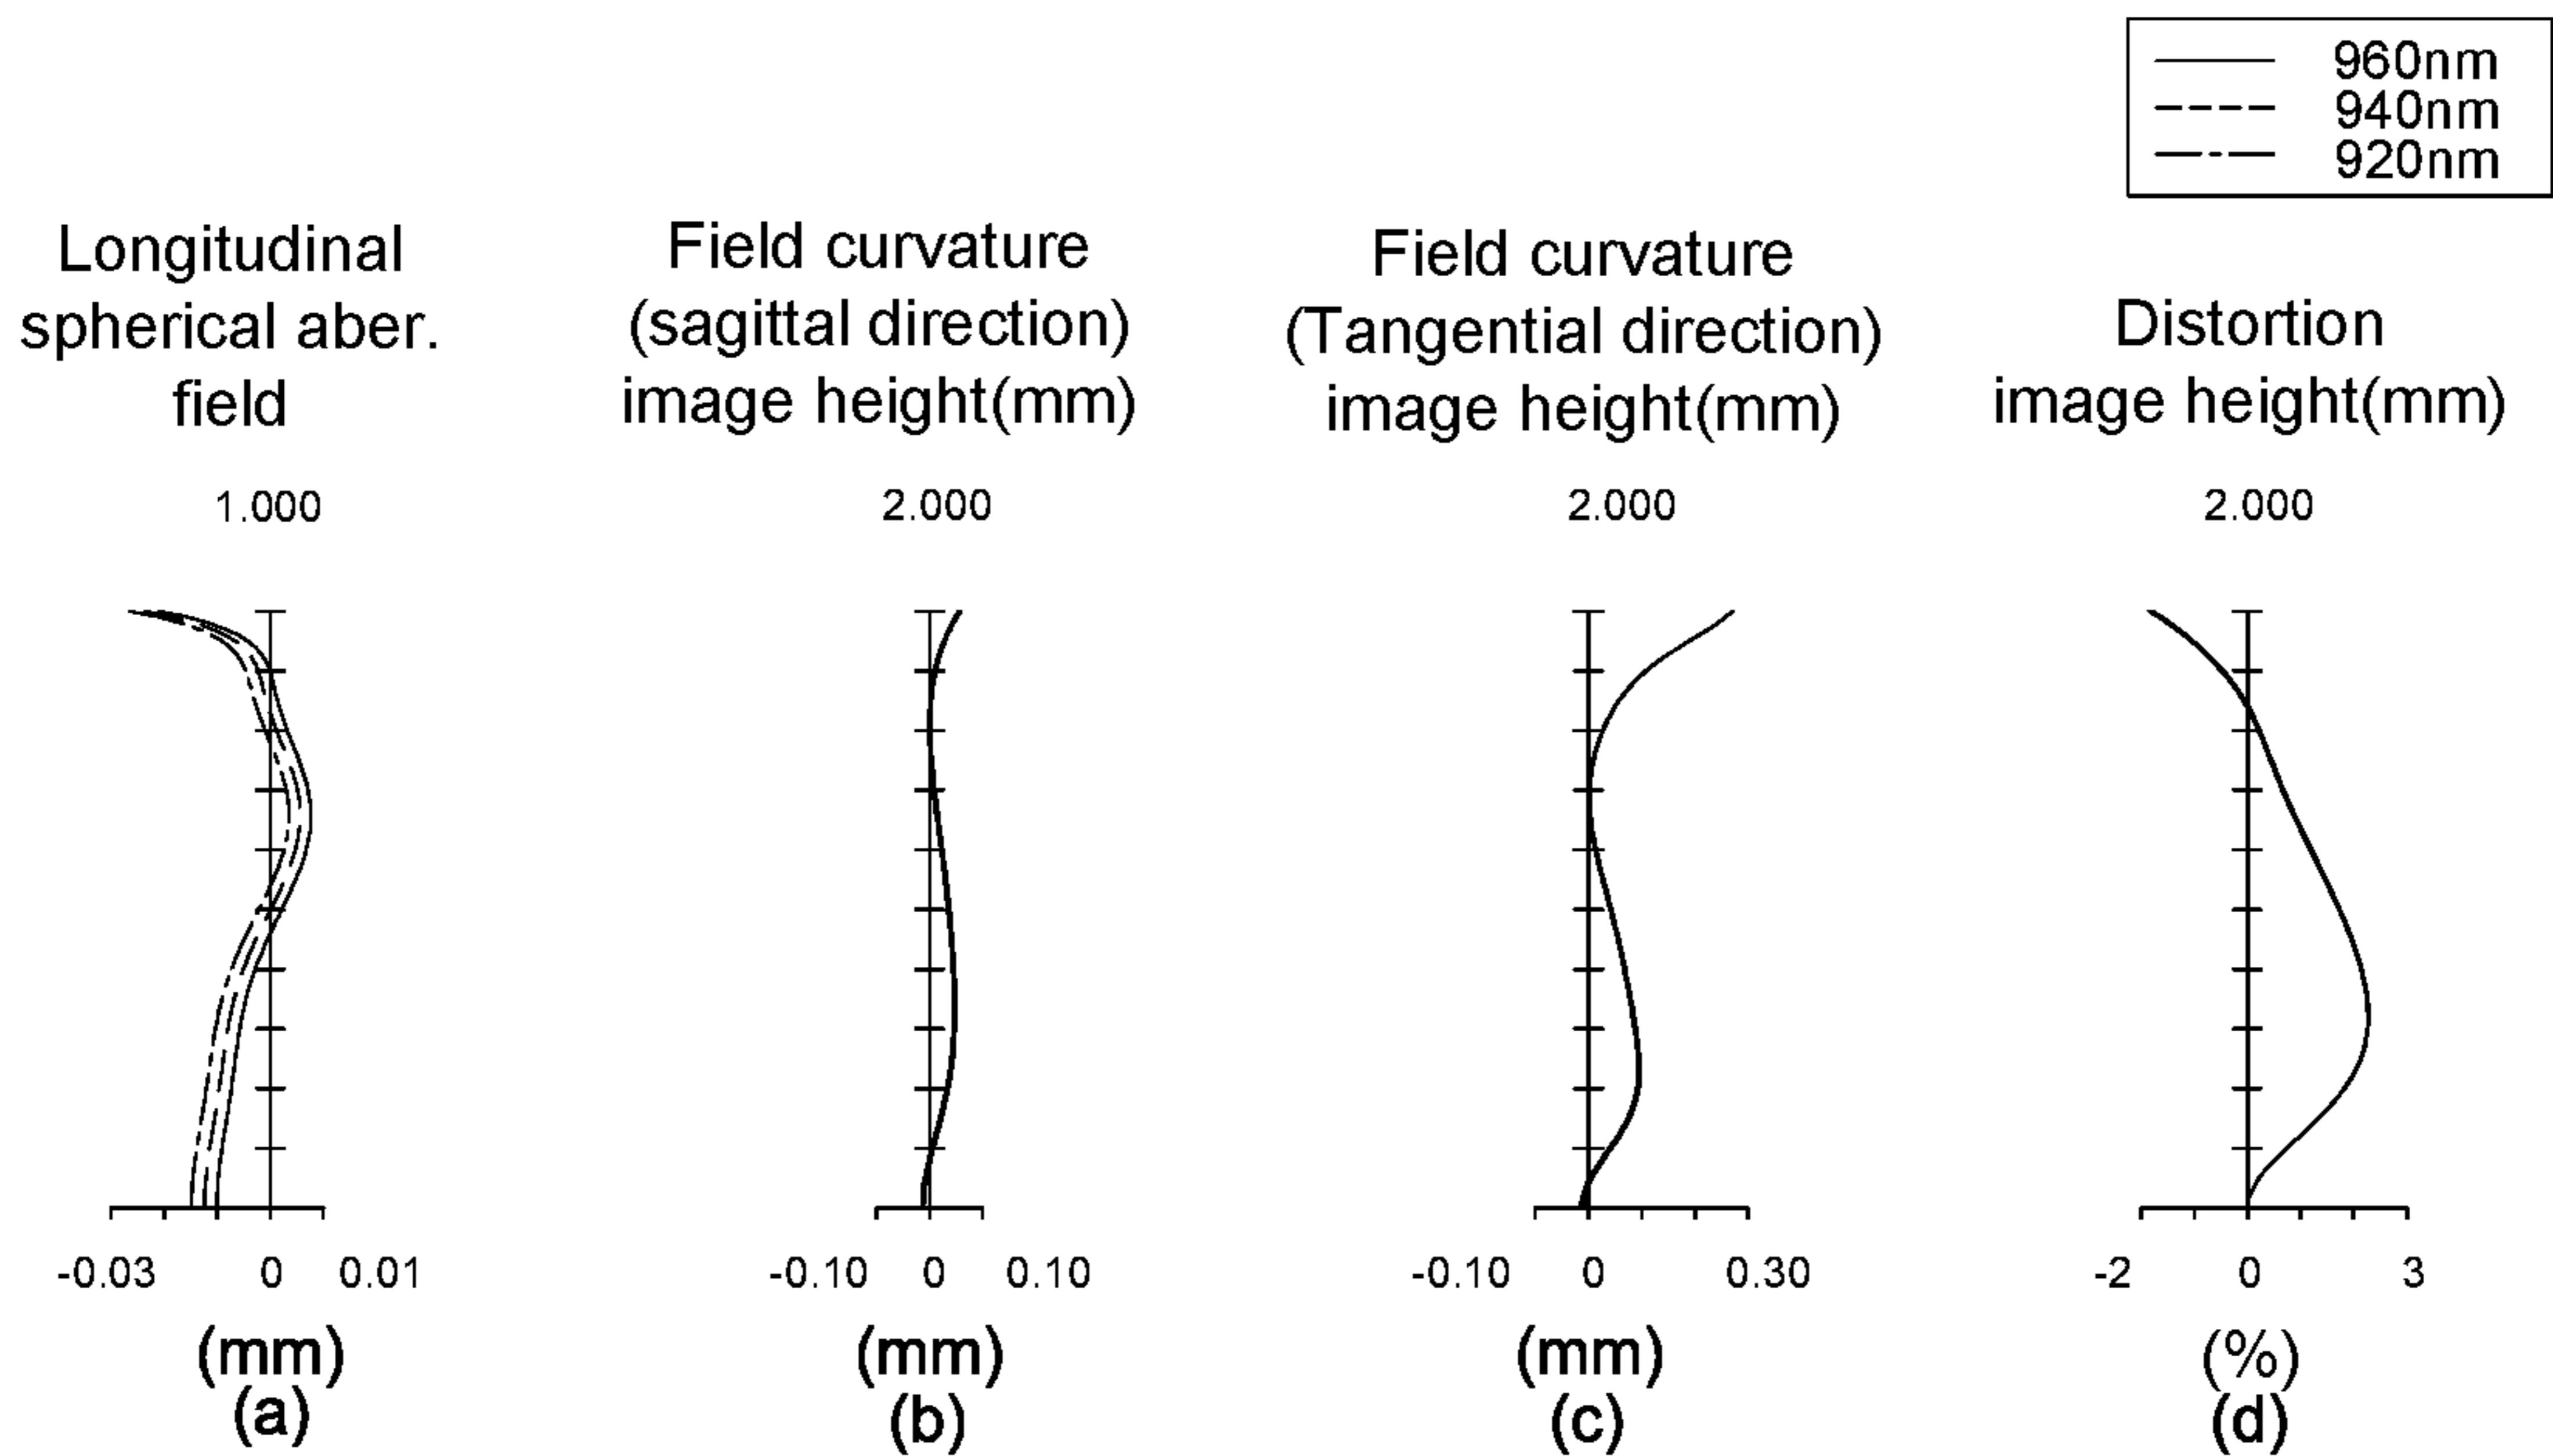 960nm
940nm
920nm
Longitudinal
spherical aber.
field
1.000
-0.03 0 0.01
(mm)
(a)
Field curvature
(sagittal direction)
image height(mm)
2.000
-0.10 0 0.10
(mm)
(b)
Field curvature
(Tangential direction)
image height(mm)
2.000
-0.10 0 0.30
(mm)
(c)
Distortion
image height(mm)
2.000
-2 0 3
(%)
(d)